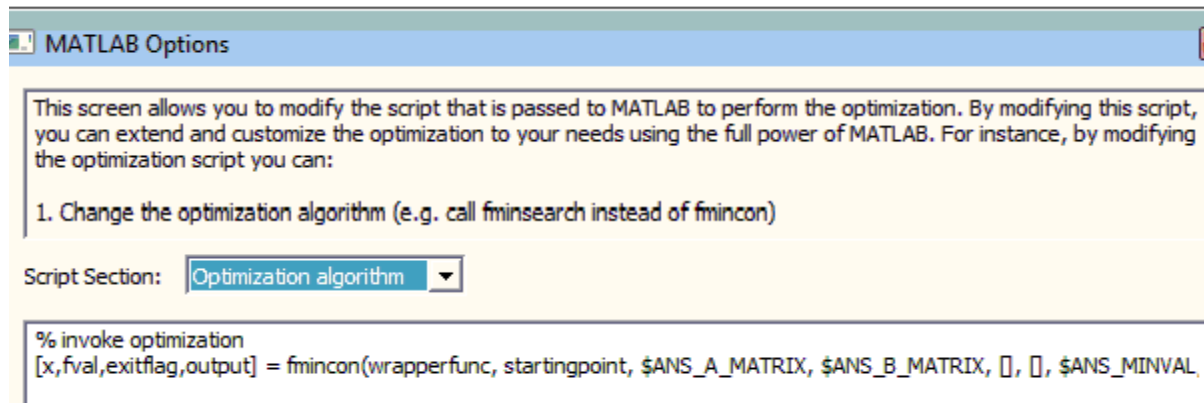 MATLAB Options
This screen allows you to modify the script that is passed to MATLAB to perform the optimization. By modifying this script,
you can extend and customize the optimization to your needs using the full power of MATLAB. For instance, by modifying
the optimization script you can:
1. Change the optimization algorithm (e.g. call fminsearch instead of fmincon)
Script Section: Optimization algorithm
% invoke optimization
[x,fval,exitflag,output] = fmincon(wrapperfunc, startingpoint, $ANS_A_MATRIX, $ANS_B_MATRIX, [], [], $ANS_MINVAL,